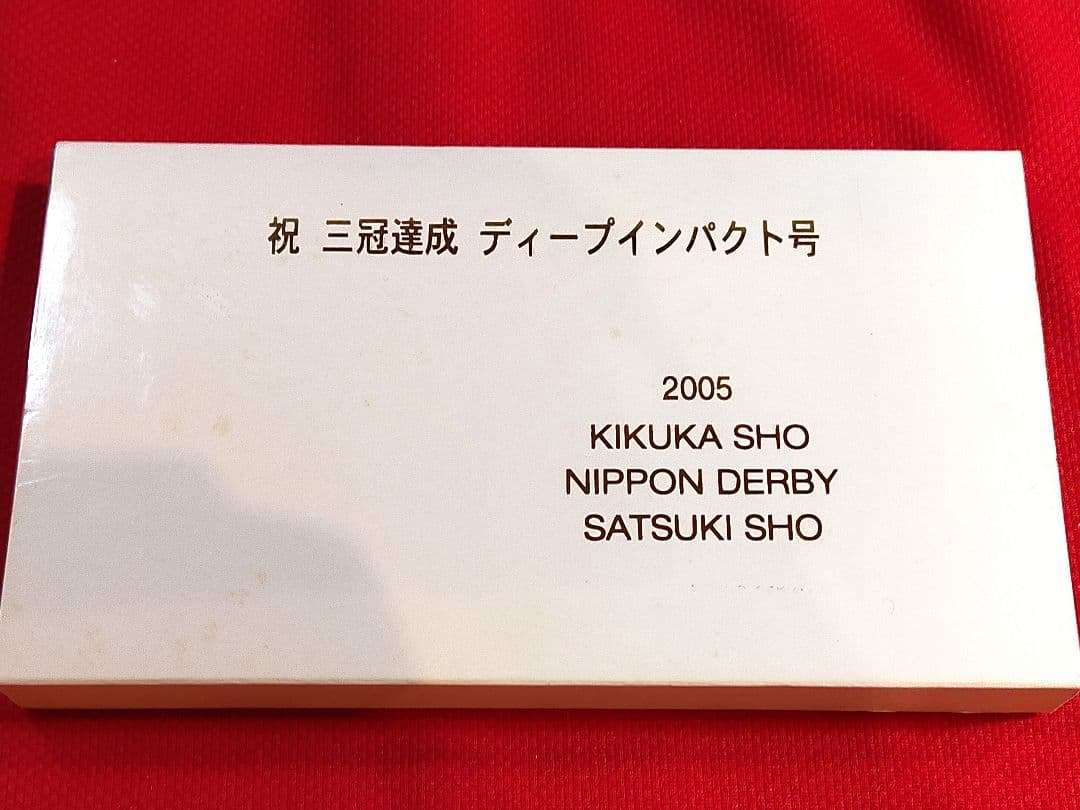 祝 三冠達成 ディープインパクト号
2005
KIKUKA SHO
NIPPON DERBY
SATSUKI SHO